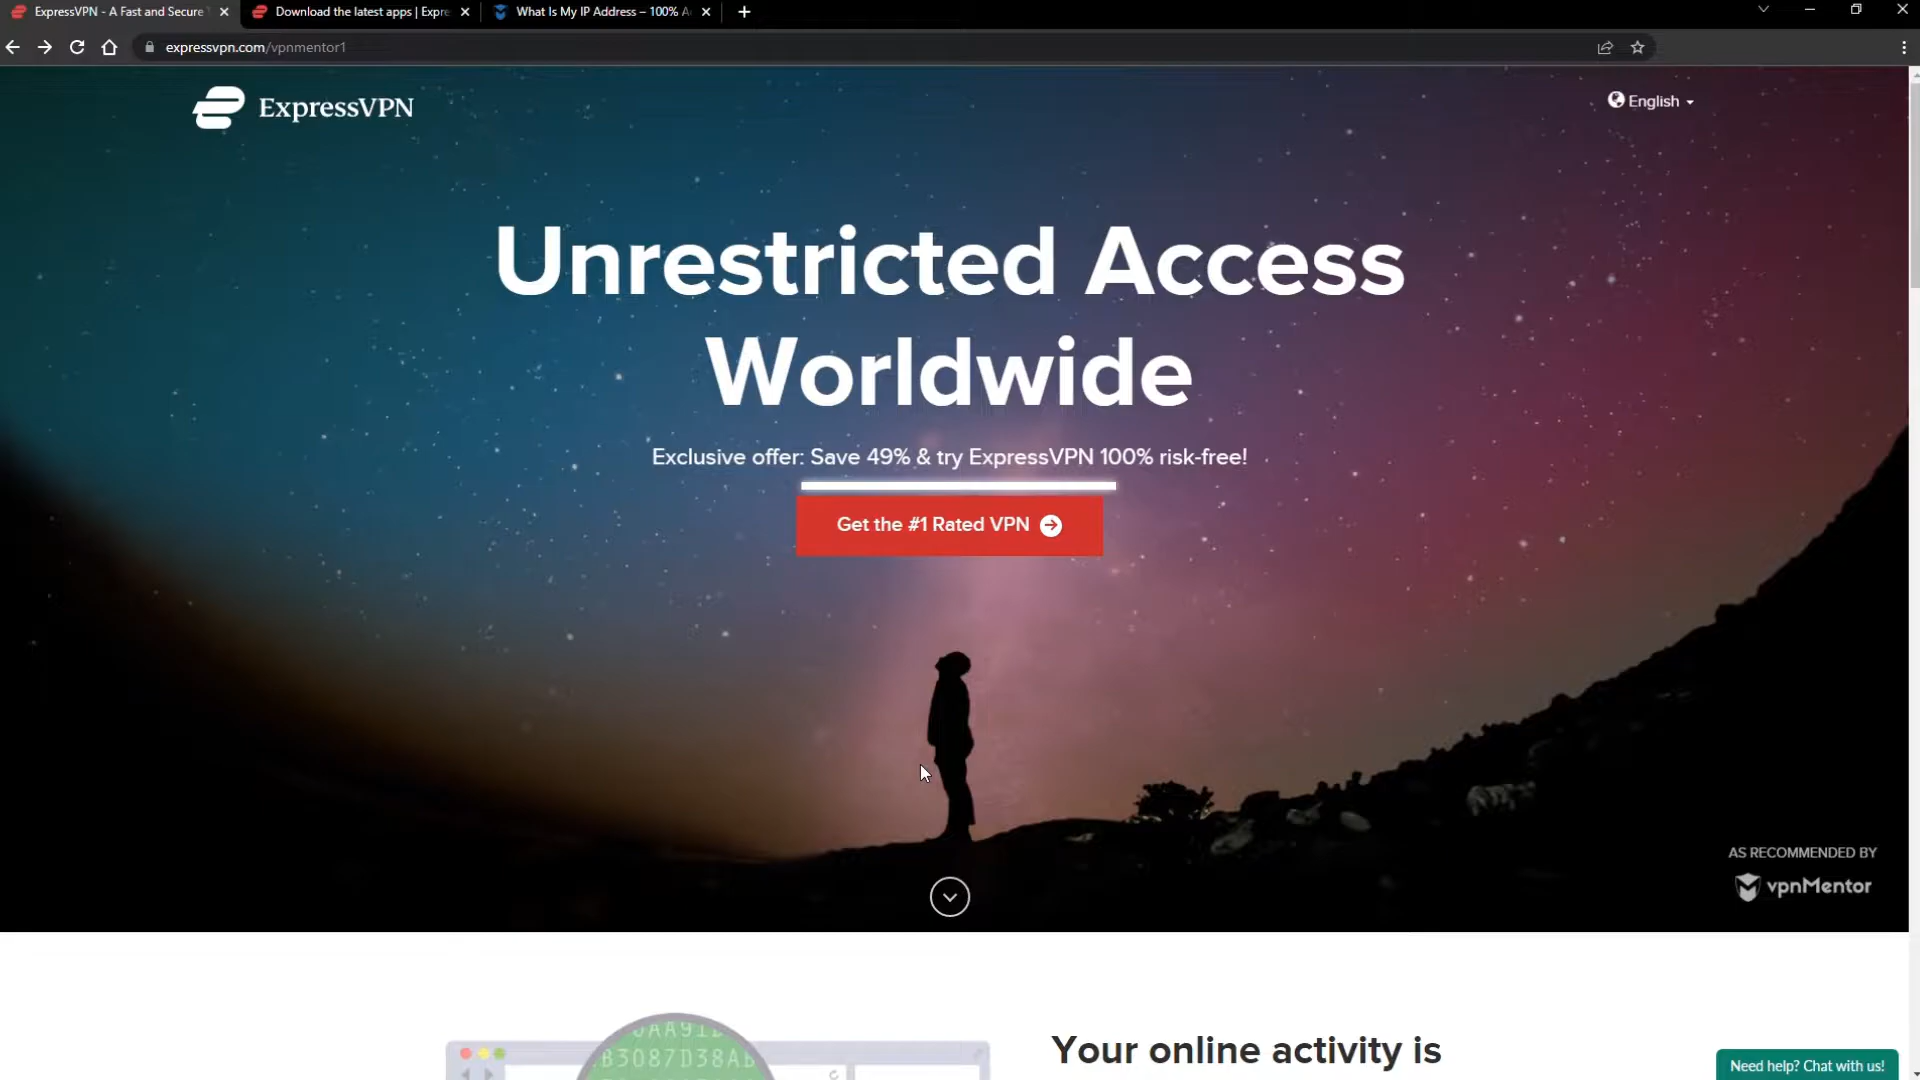 ExpressVPN - A Fast and Secure
Download the latest apps | Expre
What Is My IP Address – 100% A
expressvpn.com/vpnmentor1
ExpressVPN
English
Unrestricted Access
Worldwide
Exclusive offer: Save 49% & try ExpressVPN 100% risk-free!
Get the #1 Rated VPN
AS RECOMMENDED BY
vpnMentor
B3087D38AB
Your online activity is
Need help? Chat with us!